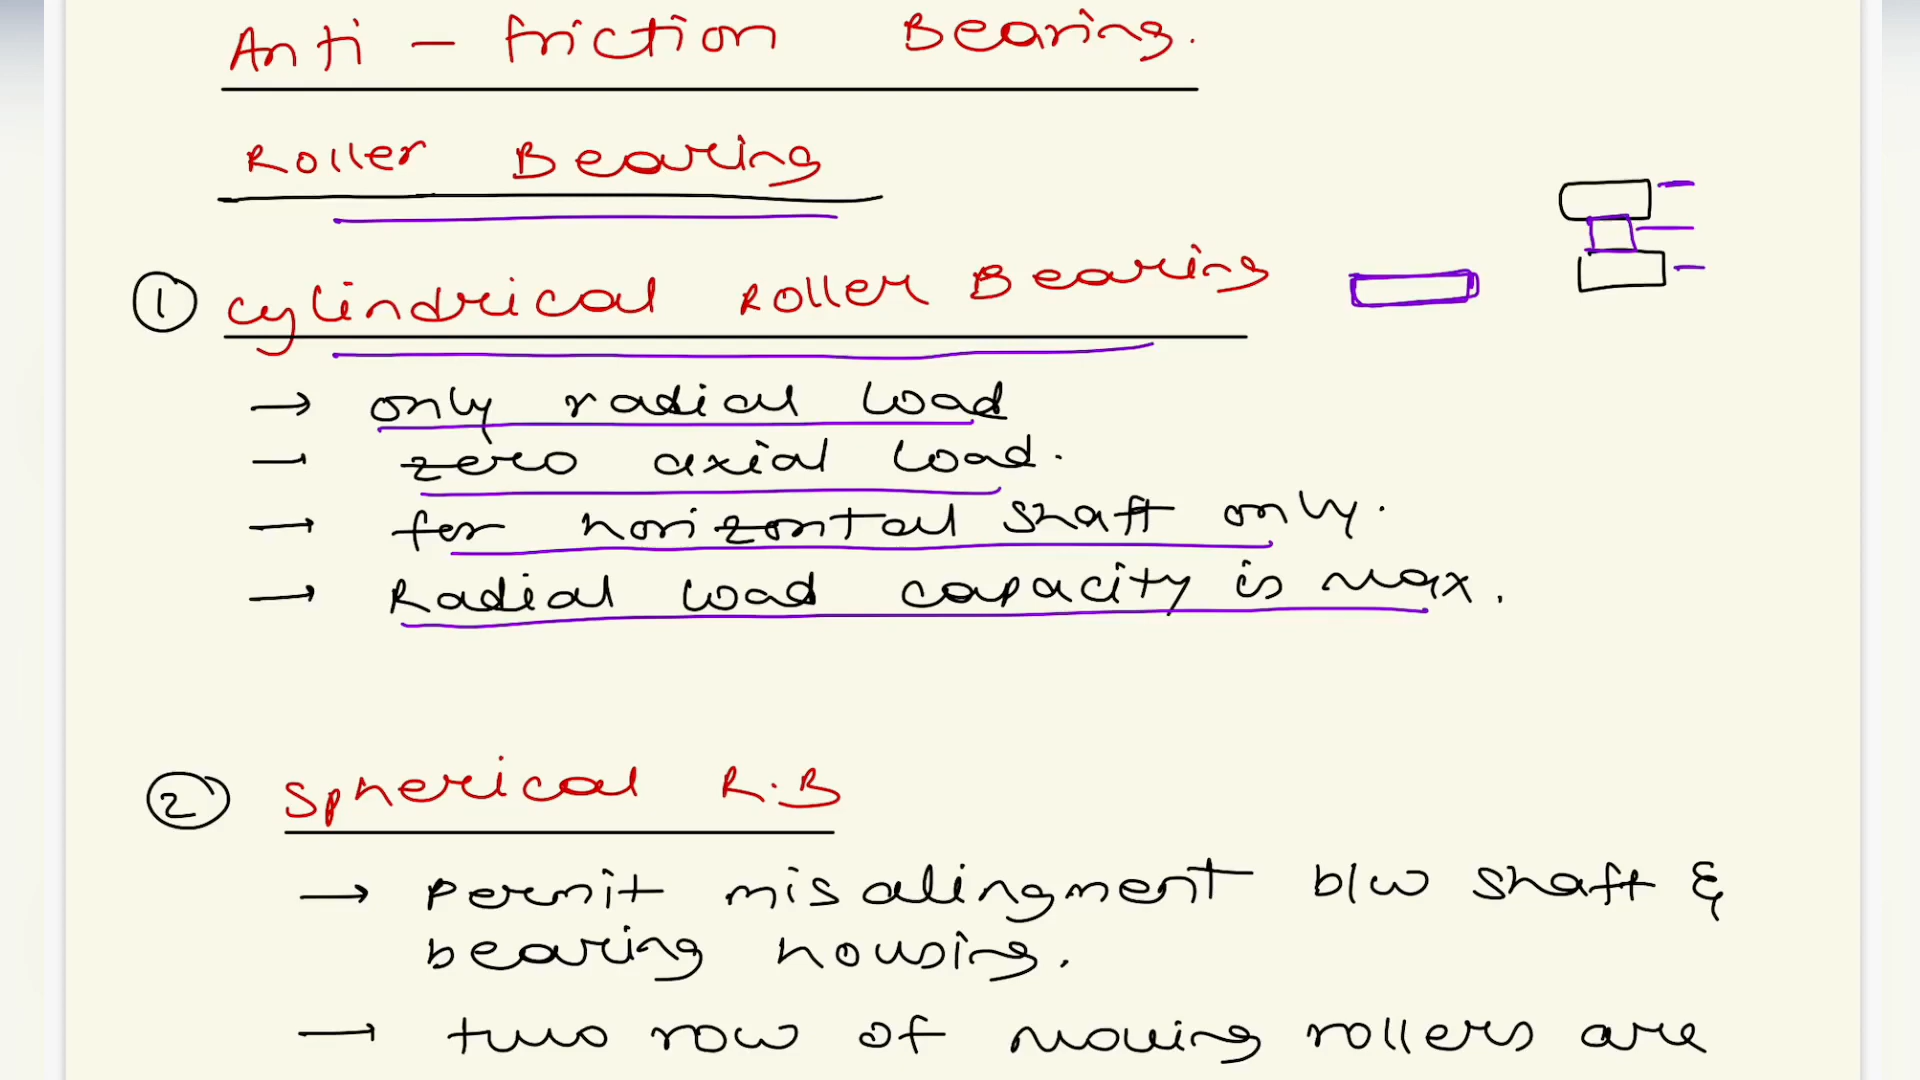 Anti - friction Bearing.
Roller Bearing
① Cylindrical Roller Bearing
→ only radial load
→ zero axial load.
→ for horizontal shaft only.
→ Radial load capacity is max.
② Spherical R.B
→ permit misalingment b/w shaft &
bearing housing.
→ two row of moving rollers are